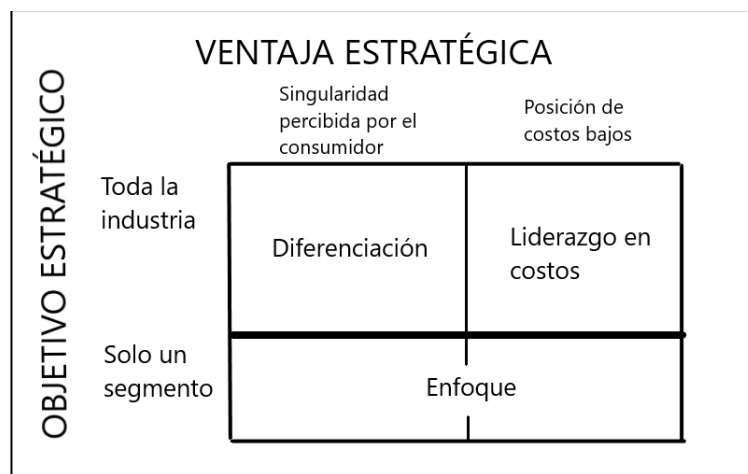 VENTAJA ESTRATÉGICA
OBJETIVO ESTRATÉGICO
Singularidad
percibida por el
consumidor
Posición de
costos bajos
Toda la
industria
Diferenciación
Liderazgo en
costos
Solo un
segmento
Enfoque